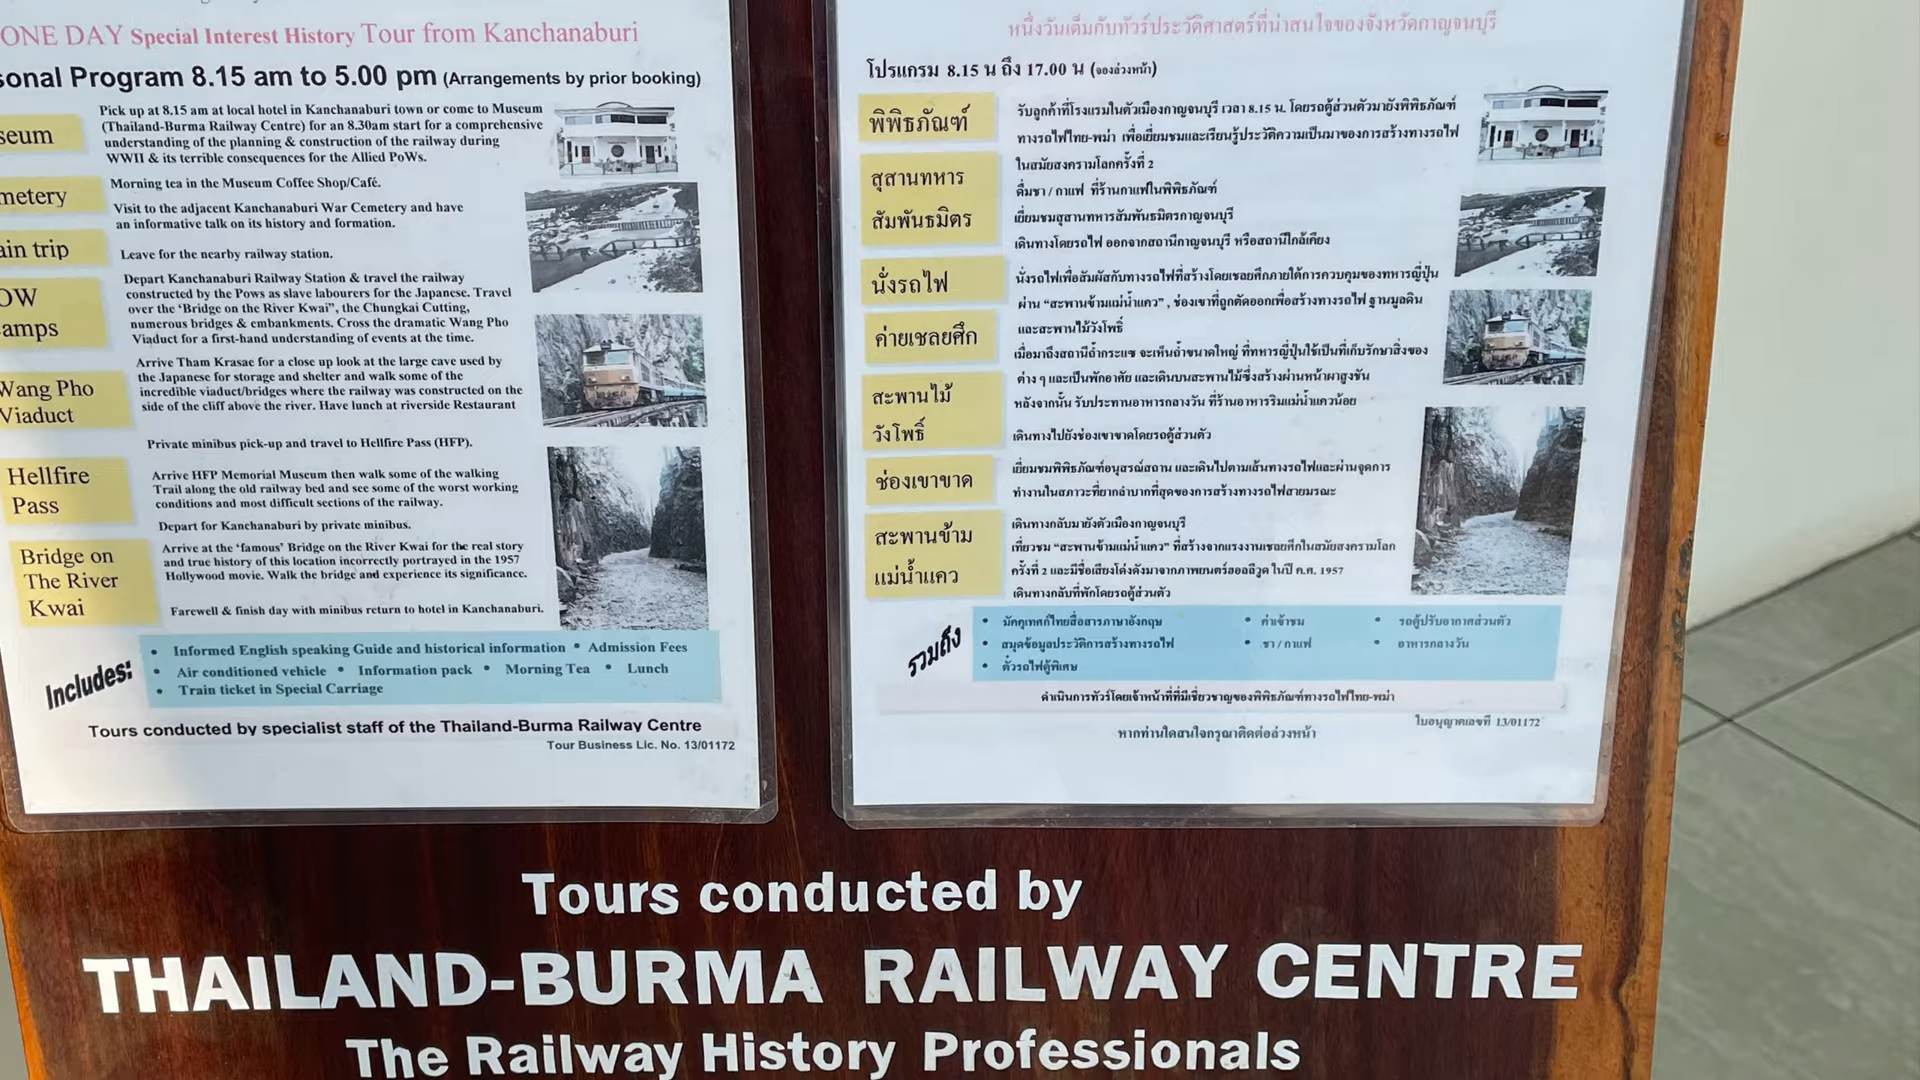 ONE DAY Special Interest History Tour from Kanchanaburi
sonal Program 8.15 am to 5.00 pm (Arrangements by prior booking)
seum
Pick up at 8.15 am at local hotel in Kanchanaburi town or come to Museum
(Thailand-Burma Railway Centre) for an 8.30am start for a comprehensive
understanding of the planning & construction of the railway during
WWII & its terrible consequences for the Allied PoWs.
Morning tea in the Museum Coffee Shop/Café.
metery
Visit to the adjacent Kanchanaburi War Cemetery and have
an informative talk on its history and formation.
ain trip
Leave for the nearby railway station.
OW
amps
Depart Kanchanaburi Railway Station & travel the railway
constructed by the Pows as slave labourers for the Japanese. Travel
over the ‘Bridge on the River Kwai”, the Chungkai Cutting,
numerous bridges & embankments. Cross the dramatic Wang Pho
Viaduct for a first-hand understanding of events at the time.
Wang Pho
Viaduct
Arrive Tham Krasae for a close up look at the large cave used by
the Japanese for storage and shelter and walk some of the
incredible viaduct/bridges where the railway was constructed on the
side of the cliff above the river. Have lunch at riverside Restaurant
Private minibus pick-up and travel to Hellfire Pass (HFP).
Hellfire
Pass
Arrive HFP Memorial Museum then walk some of the walking
Trail along the old railway bed and see some of the worst working
conditions and most difficult sections of the railway.
Depart for Kanchanaburi by private minibus.
Bridge on
The River
Kwai
Arrive at the ‘famous’ Bridge on the River Kwai for the real story
and true history of this location incorrectly portrayed in the 1957
Hollywood movie. Walk the bridge and experience its significance.
Farewell & finish day with minibus return to hotel in Kanchanaburi.
Includes:
• Informed English speaking Guide and historical information • Admission Fees
• Air conditioned vehicle • Information pack • Morning Tea • Lunch
• Train ticket in Special Carriage
Tours conducted by specialist staff of the Thailand-Burma Railway Centre
Tour Business Lic. No. 13/01172
หนึ่งวันเต็มกับทัวร์ประวัติศาสตร์ที่น่าสนใจของจังหวัดกาญจนบุรี
โปรแกรม 8.15 น ถึง 17.00 น (จองล่วงหน้า)
พิพิธภัณฑ์
รับลูกค้าที่โรงแรมในตัวเมืองกาญจนบุรี เวลา 8.15 น. โดยรถตู้ส่วนตัวมายังพิพิธภัณฑ์
ทางรถไฟไทย-พม่า เพื่อเยี่ยมชมและเรียนรู้ประวัติความเป็นมาของการสร้างทางรถไฟ
ในสมัยสงครามโลกครั้งที่ 2
สุสานทหาร
สัมพันธมิตร
ดื่มชา / กาแฟ ที่ร้านกาแฟในพิพิธภัณฑ์
เยี่ยมชมสุสานทหารสัมพันธมิตรกาญจนบุรี
เดินทางโดยรถไฟ ออกจากสถานีกาญจนบุรี หรือสถานีใกล้เคียง
นั่งรถไฟ
นั่งรถไฟเพื่อสัมผัสกับทางรถไฟที่สร้างโดยเชลยศึกภายใต้การควบคุมของทหารญี่ปุ่น
ผ่าน “สะพานข้ามแม่น้ำแคว” , ช่องเขาที่ถูกตัดออกเพื่อสร้างทางรถไฟ ฐานมูลดิน
และสะพานไม้วังโพธิ์
ค่ายเชลยศึก
เมื่อมาถึงสถานีถ้ำกระแซ จะเห็นถ้ำขนาดใหญ่ ที่ทหารญี่ปุ่นใช้เป็นที่เก็บรักษาสิ่งของ
ต่าง ๆ และเป็นพักอาศัย และเดินบนสะพานไม้ซึ่งสร้างผ่านหน้าผาสูงชัน
หลังจากนั้น รับประทานอาหารกลางวัน ที่ร้านอาหารริมแม่น้ำแควน้อย
สะพานไม้
วังโพธิ์
เดินทางไปยังช่องเขาขาดโดยรถตู้ส่วนตัว
ช่องเขาขาด
เยี่ยมชมพิพิธภัณฑ์อนุสรณ์สถาน และเดินไปตามเส้นทางรถไฟและผ่านจุดการ
ทำงานในสภาวะที่ยากลำบากที่สุดของการสร้างทางรถไฟสายมรณะ
สะพานข้าม
แม่น้ำแคว
เดินทางกลับมายังตัวเมืองกาญจนบุรี
เที่ยวชม “สะพานข้ามแม่น้ำแคว” ที่สร้างจากแรงงานเชลยศึกในสมัยสงครามโลก
ครั้งที่ 2 และมีชื่อเสียงโด่งดังมาจากภาพยนตร์ฮอลลีวูด ในปี ค.ศ. 1957
เดินทางกลับที่พักโดยรถตู้ส่วนตัว
รวมถึง
• มัคคุเทศก์ไทยสื่อสารภาษาอังกฤษ • ค่าเข้าชม • รถตู้ปรับอากาศส่วนตัว
• สมุดข้อมูลประวัติการสร้างทางรถไฟ • ชา / กาแฟ • อาหารกลางวัน
• ตั๋วรถไฟตู้พิเศษ
ดำเนินการทัวร์โดยเจ้าหน้าที่ที่มีเชี่ยวชาญของพิพิธภัณฑ์ทางรถไฟไทย-พม่า
ใบอนุญาตเลขที่ 13/01172
หากท่านใดสนใจกรุณาติดต่อล่วงหน้า
Tours conducted by
THAILAND-BURMA RAILWAY CENTRE
The Railway History Professionals